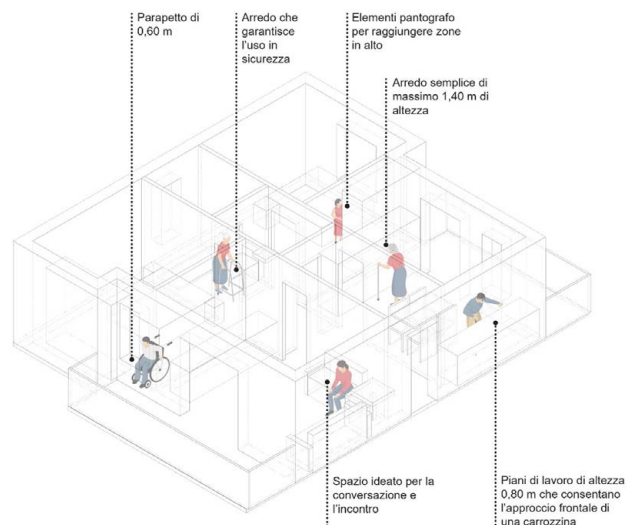 Parapetto di
0,60 m
Arredo che
garantisce
l'uso in
sicurezza
Elementi pantografo
per raggiungere zone
in alto
Arredo semplice di
massimo 1,40 m di
altezza
Spazio ideato per la
conversazione e
l'incontro
Piani di lavoro di altezza
0,80 m che consentano
l'approccio frontale di
una carrozzina